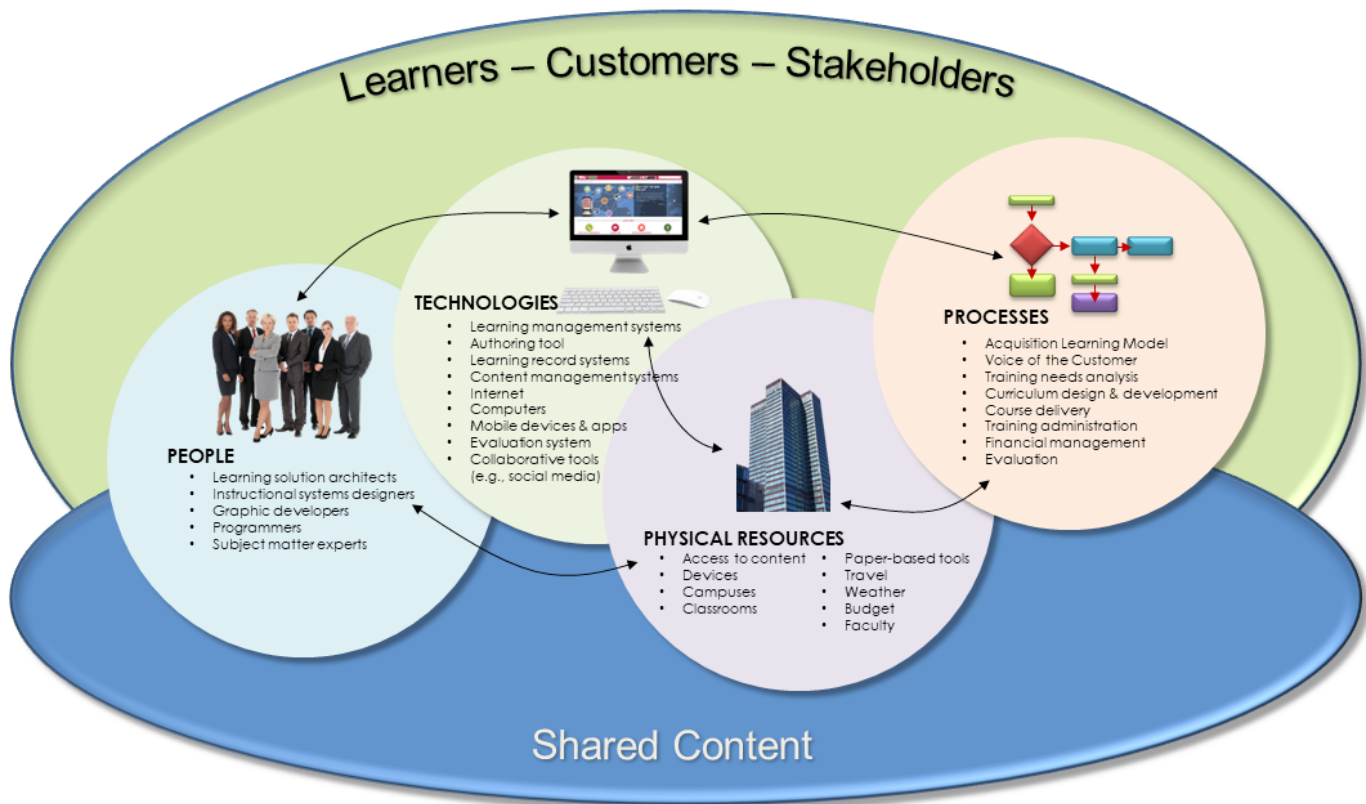 Learners – Customers – Stakeholders
TECHNOLOGIES
• Learning management systems
• Authoring tool
• Learning record systems
• Content management systems
• Internet
• Computers
• Mobile devices & apps
• Evaluation system
• Collaborative tools
(e.g., social media)
PROCESSES
• Acquisition Learning Model
• Voice of the Customer
• Training needs analysis
• Curriculum design & development
• Course delivery
• Training administration
• Financial management
• Evaluation
PEOPLE
• Learning solution architects
• Instructional systems designers
• Graphic developers
• Programmers
• Subject matter experts
PHYSICAL RESOURCES
• Access to content
• Devices
• Campuses
• Classrooms
• Paper-based tools
• Travel
• Weather
• Budget
• Faculty
Shared Content